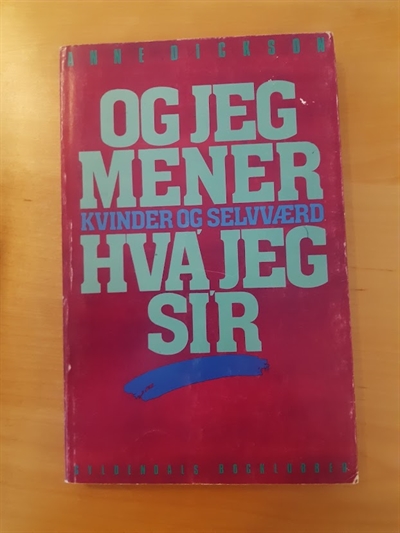 ANNE DICKSON
OG JEG
MENER
KVINDER OG SELVVÆRD
HVA' JEG
SI'R
GYLDENDALS BOGKLUBBER